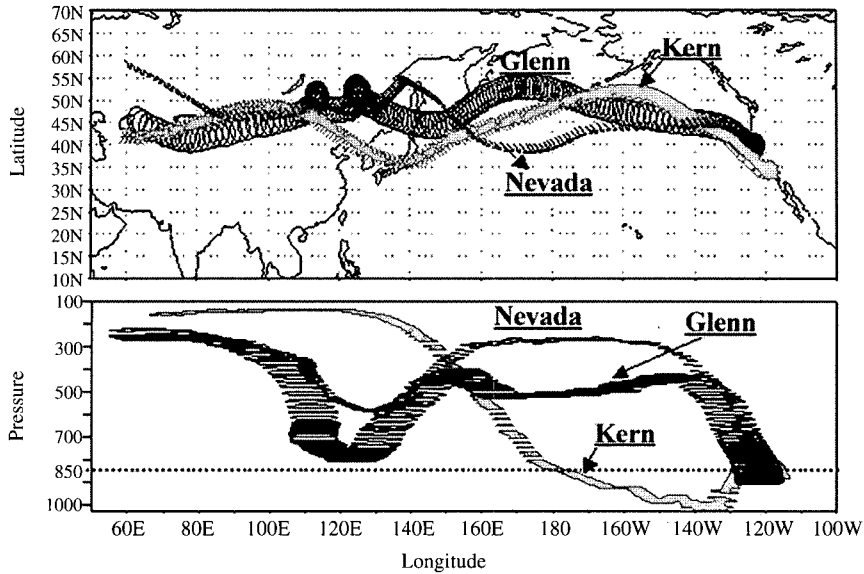 70N
65N
60N
55N
50N
45N
40N
35N
30N
25N
20N
15N
10N
Latitude
Glenn
Kern
Nevada
100
300
500
700
850
1000
Pressure
Nevada
Glenn
Kern
60E 80E 100E 120E 140E 160E 180 160W 140W 120W 100W
Longitude